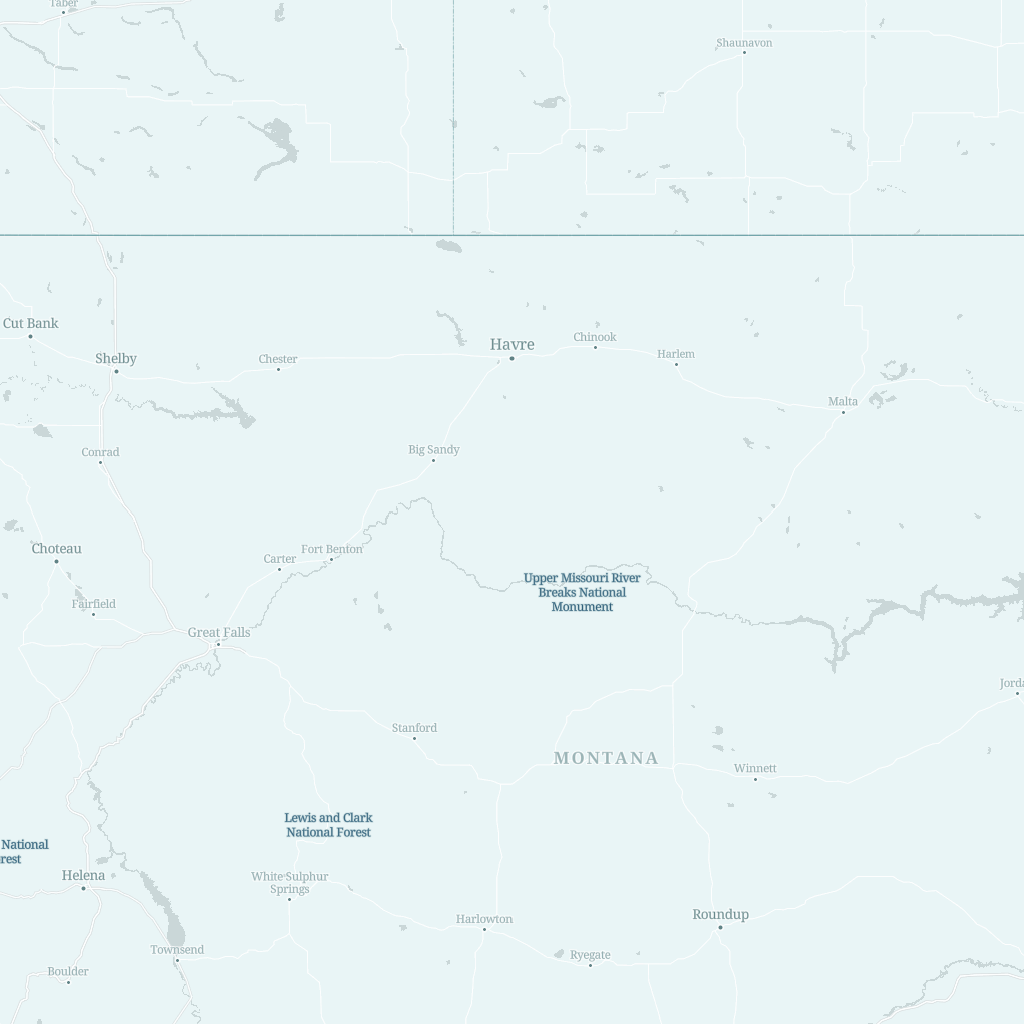 Taber
Shaunavon
Cut Bank
Shelby
Chester
Havre
Chinook
Harlem
Malta
Conrad
Big Sandy
Choteau
Carter
Fort Benton
Fairfield
Great Falls
Upper Missouri River
Breaks National
Monument
Jorda
Stanford
MONTANA
Winnett
Lewis and Clark
National Forest
National
rest
Helena
White Sulphur
Springs
Harlowton
Roundup
Townsend
Ryegate
Boulder